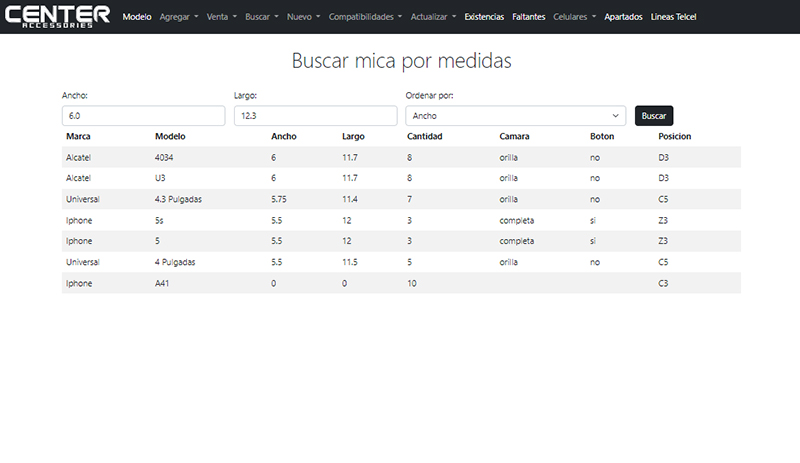 CENTER ACCESSORIES Modelo Agregar Venta Buscar Nuevo Compatibilidades Actualizar Existencias Faltantes Celulares Apartados Lineas Telcel
Buscar mica por medidas
Ancho: Largo: Ordenar por:
6.0 12.3 Ancho Buscar
Marca Modelo Ancho Largo Cantidad Camara Boton Posicion
Alcatel 4034 6 11.7 8 orilla no D3
Alcatel U3 6 11.7 8 orilla no D3
Universal 4.3 Pulgadas 5.75 11.4 7 orilla no C5
Iphone 5s 5.5 12 3 completa si Z3
Iphone 5 5.5 12 3 completa si Z3
Universal 4 Pulgadas 5.5 11.5 5 orilla no C5
Iphone A41 0 0 10 C3